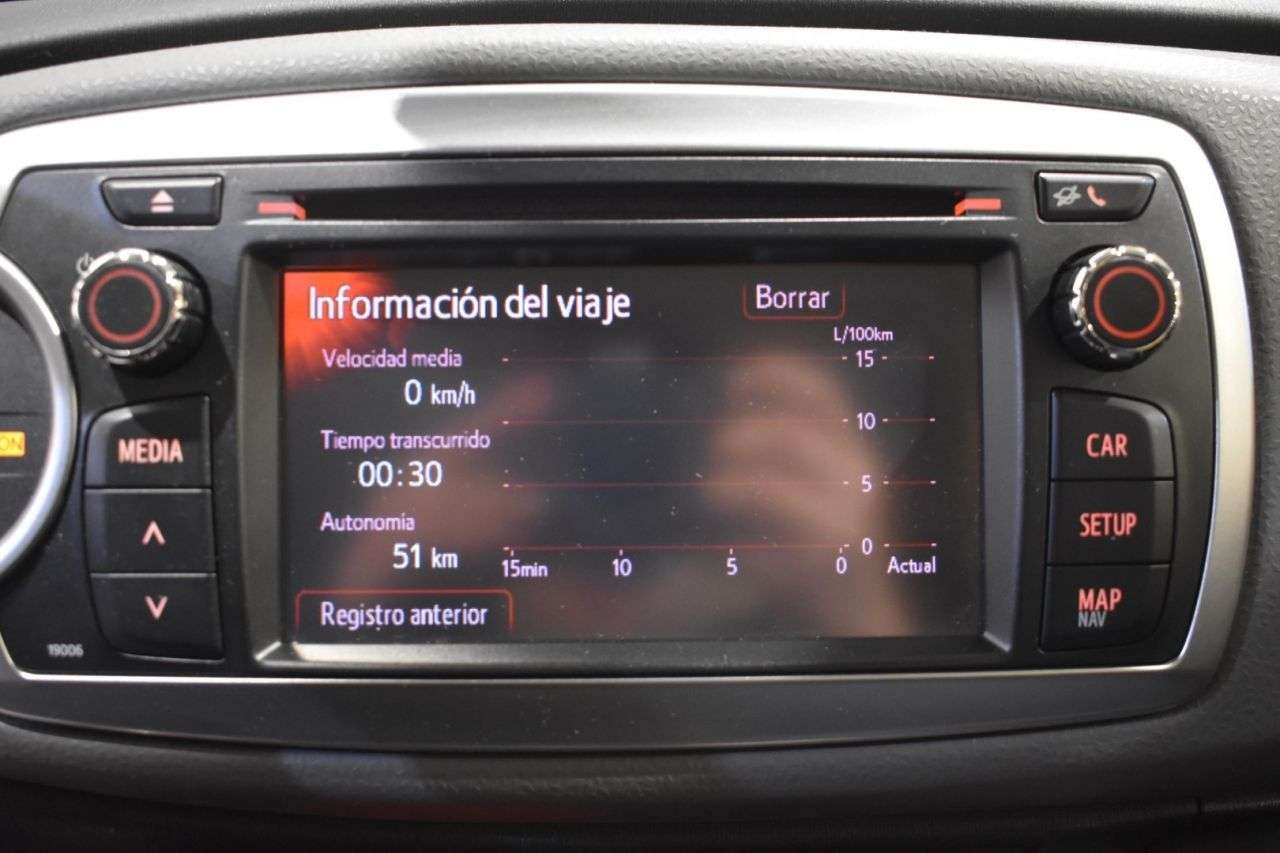 Información del viaje
Borrar
L/100km
Velocidad media
0 km/h
Tiempo transcurrido
00:30
Autonomia
51 km
15
10
5
0
15min 10 5 0 Actual
Registro anterior
MEDIA
19006
CAR
SETUP
MAP
NAV